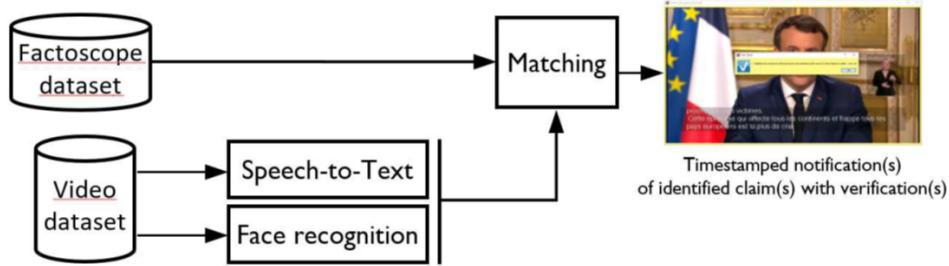 Factoscope
dataset
Matching
Video
dataset
Speech-to-Text
Face recognition
victimes.
Cette épidémie qui affecte tous les continents et frappe tous les
pays européens est la plus
Timestamped notification(s)
of identified claim(s) with verification(s)